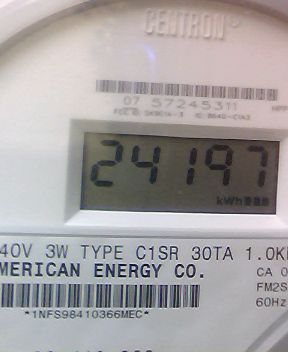 CENTRON®
07 57245311
24197
kWh
40V 3W TYPE C1SR 30TA 1.0K
MERICAN ENERGY CO.
CA 0
FM2S
60Hz
*1NFS98410366MEC*